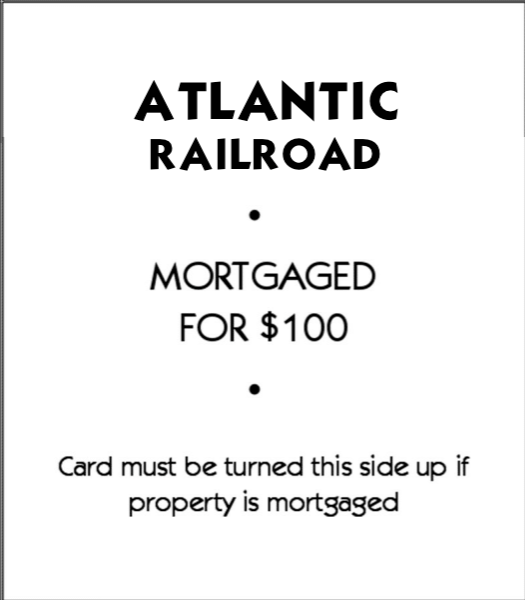 ATLANTIC
RAILROAD
•
MORTGAGED
FOR $100
•
Card must be turned this side up if
property is mortgaged